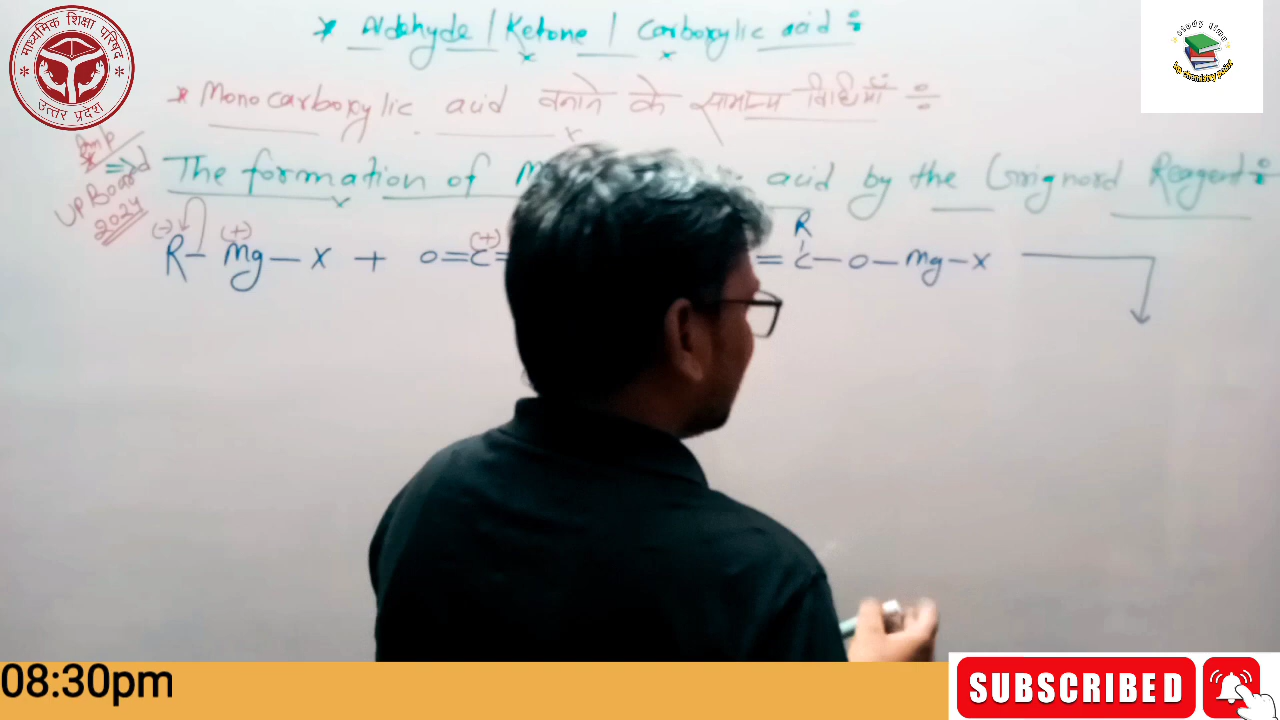 * Aldehyde / Ketone / Carboxylic acid :
* Monocarboxylic acid बनाने के सामान्य विधियाँ ÷
Imp
UP Board
2024
⇒ The formation of acid by the Grignord Reagent :
(-) (+) (+)
R - Mg - X + O = C = = C - O - Mg - X
R
माध्यमिक शिक्षा परिषद
उत्तर प्रदेश
08:30pm
SUBSCRIBED